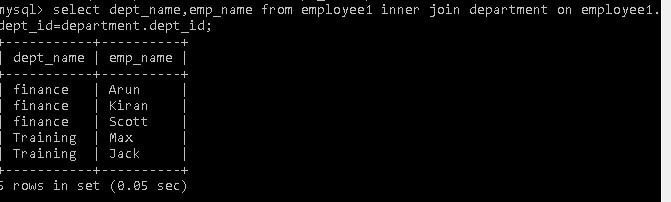 mysql> select dept_name,emp_name from employee1 inner join department on employee1.
dept_id=department.dept_id;
+-----------+----------+
| dept_name | emp_name |
+-----------+----------+
| finance   | Arun     |
| finance   | Kiran    |
| finance   | Scott    |
| Training  | Max      |
| Training  | Jack     |
+-----------+----------+
5 rows in set (0.05 sec)